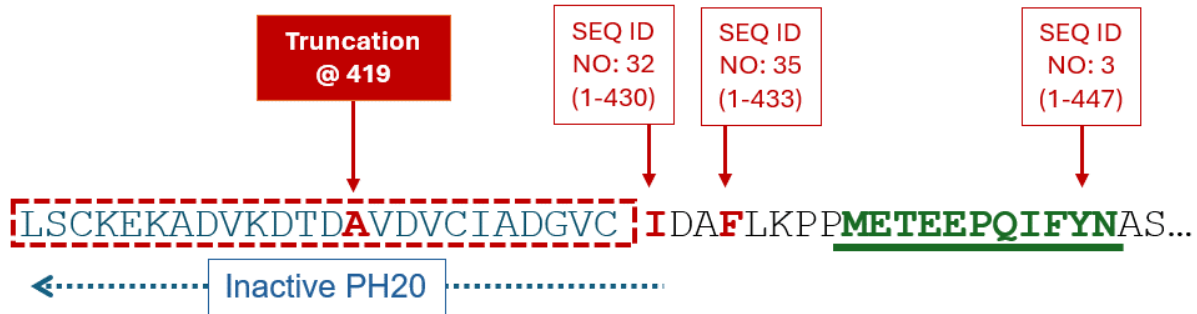 Truncation
@ 419
SEQ ID
NO: 32
(1-430)
SEQ ID
NO: 35
(1-433)
SEQ ID
NO: 3
(1-447)
LSCKEKADVKDTDAVDVCIADGVC IDAFLKPPMETEEPQIFYNAS...
Inactive PH20